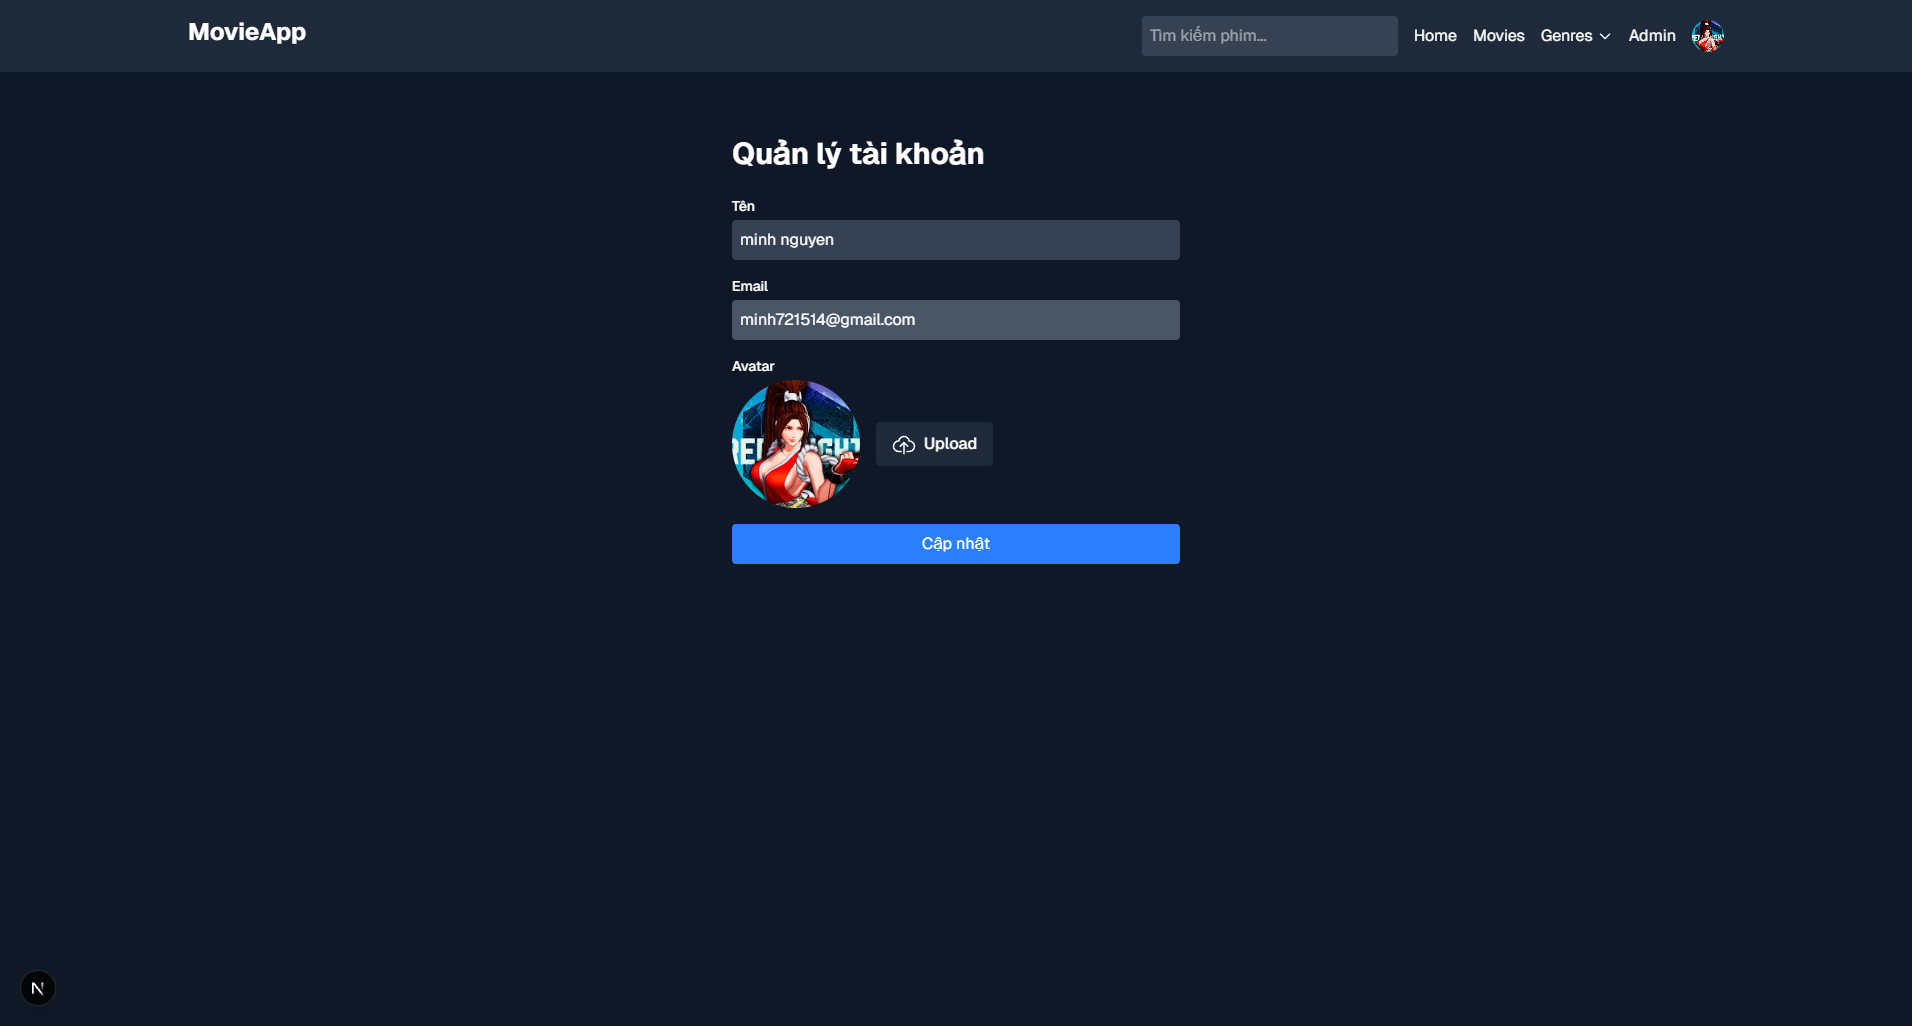 MovieApp
Tìm kiếm phim...
Home
Movies
Genres
Admin
Quản lý tài khoản
Tên
minh nguyen
Email
minh721514@gmail.com
Avatar
Upload
Cập nhật
N